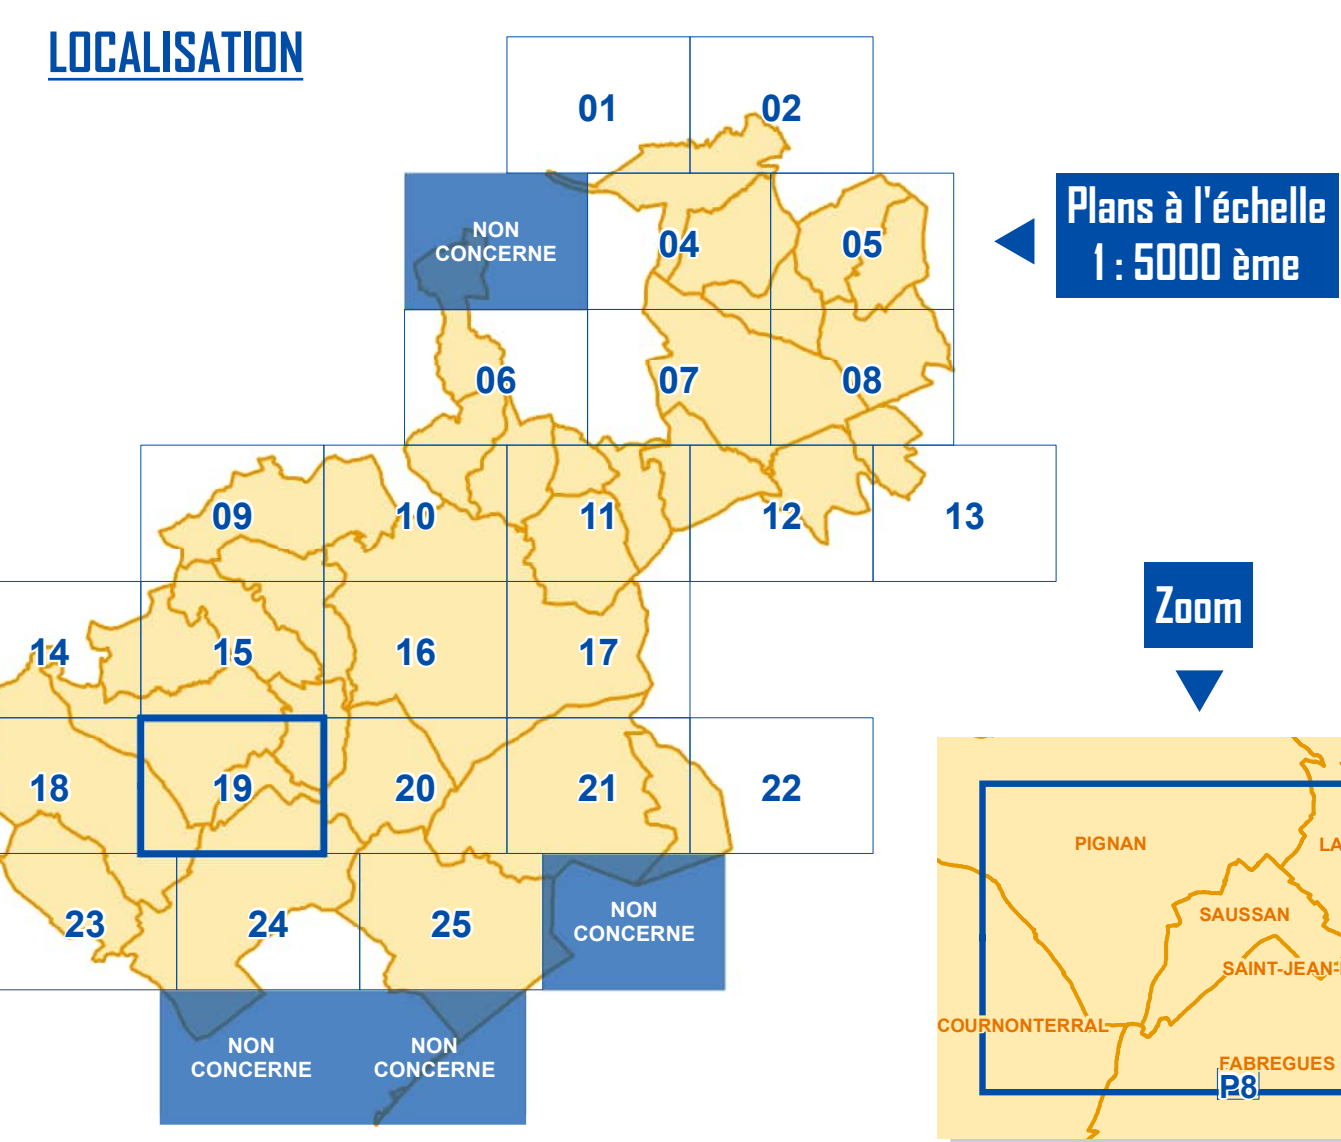 LOCALISATION
01
02
NON
CONCERNE
04
05
Plans à l'échelle
1 : 5000 ème
06
07
08
09
10
11
12
13
Zoom
14
15
16
17
18
19
20
21
22
PIGNAN
LA
SAUSSAN
SAINT-JEAN-
COURNONTERRAL
FABREGUES
P8
23
24
25
NON
CONCERNE
NON
CONCERNE
NON
CONCERNE